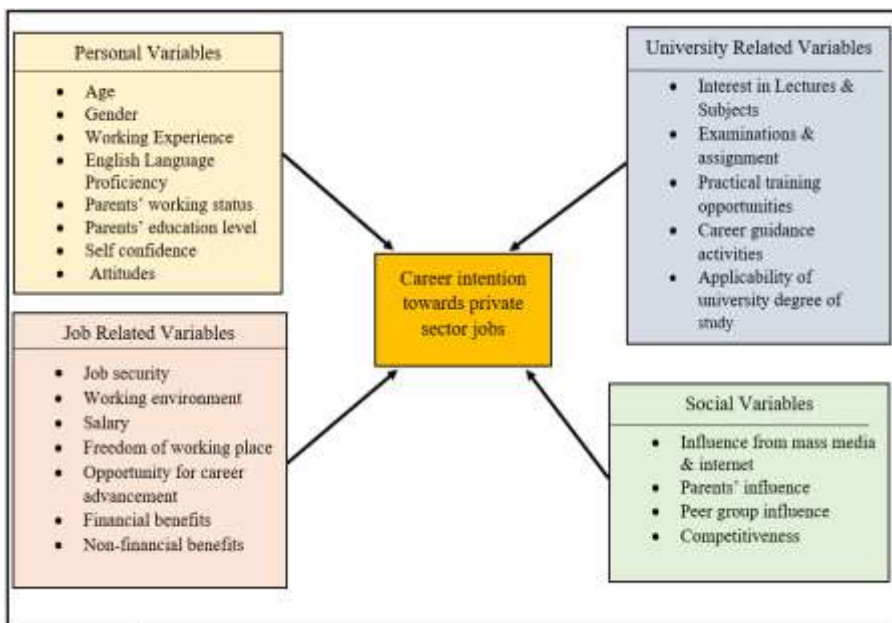 Personal Variables
• Age
• Gender
• Working Experience
• English Language
Proficiency
• Parents’ working status
• Parents’ education level
• Self confidence
• Attitudes
University Related Variables
• Interest in Lectures &
Subjects
• Examinations &
assignment
• Practical training
opportunities
• Career guidance
activities
• Applicability of
university degree of
study
Career intention
towards private
sector jobs
Job Related Variables
• Job security
• Working environment
• Salary
• Freedom of working place
• Opportunity for career
advancement
• Financial benefits
• Non-financial benefits
Social Variables
• Influence from mass media
& internet
• Parents’ influence
• Peer group influence
• Competitiveness